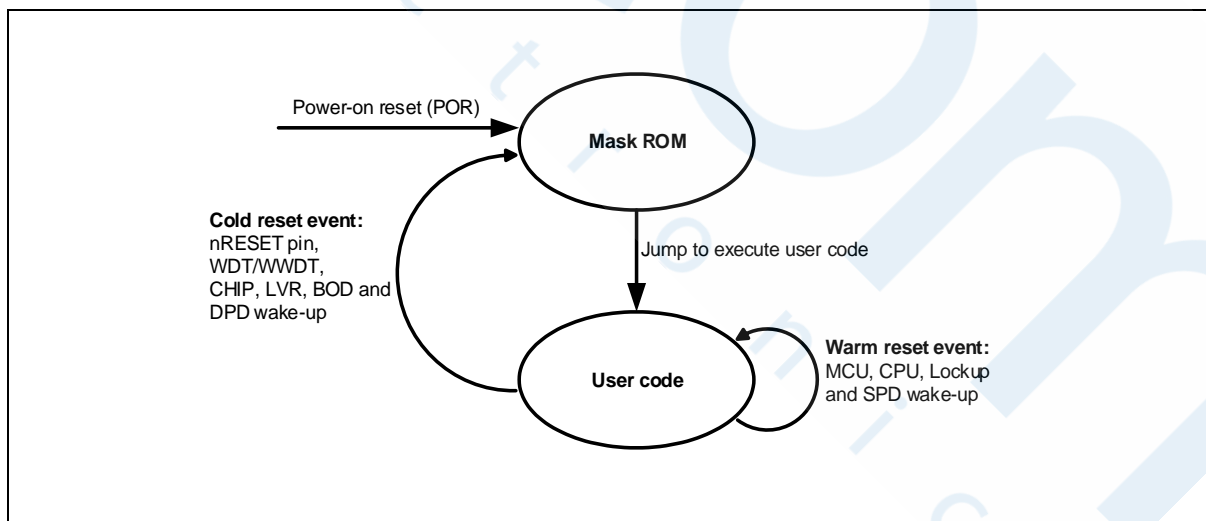 Power-on reset (POR)
Mask ROM
Cold reset event:
nRESET pin,
WDT/WWDT,
CHIP, LVR, BOD and
DPD wake-up
Jump to execute user code
User code
Warm reset event:
MCU, CPU, Lockup
and SPD wake-up